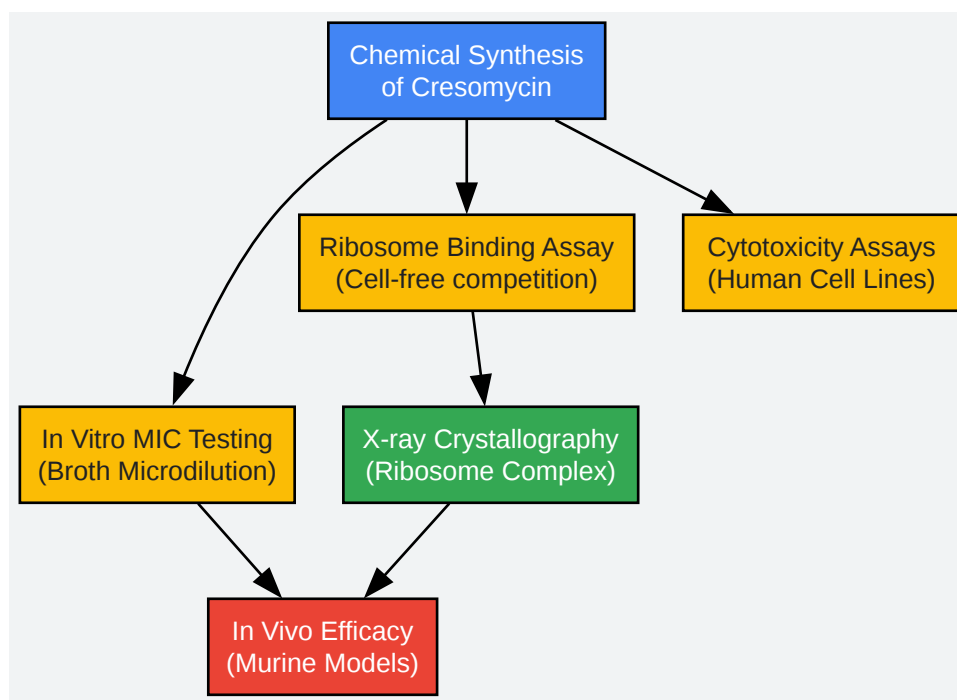 Chemical Synthesis
of Cresomycin
Ribosome Binding Assay
(Cell-free competition)
Cytotoxicity Assays
(Human Cell Lines)
In Vitro MIC Testing
(Broth Microdilution)
X-ray Crystallography
(Ribosome Complex)
In Vivo Efficacy
(Murine Models)